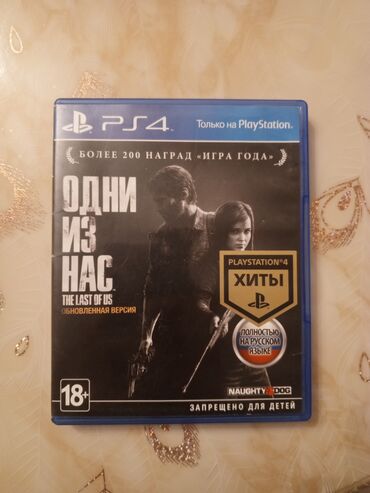 PS4
Только на PlayStation.
БОЛЕЕ 200 НАГРАД «ИГРА ГОДА»
ОДНИ
ИЗ
НАС
THE LAST OF US
ОБНОВЛЕННАЯ ВЕРСИЯ
PLAYSTATION®4
ХИТЫ
ПОЛНОСТЬЮ
НА РУССКОМ
ЯЗЫКЕ
18+
NAUGHTY DOG
ЗАПРЕЩЕНО ДЛЯ ДЕТЕЙ